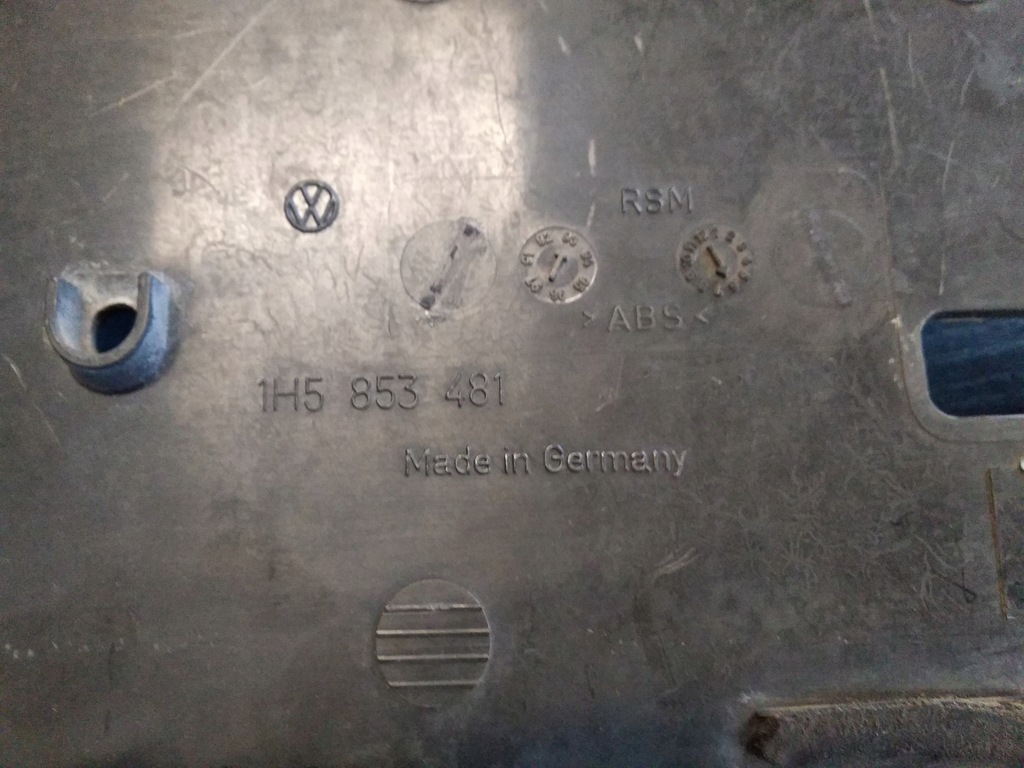 RSM
>ABS<
1H5 853 481
Made in Germany